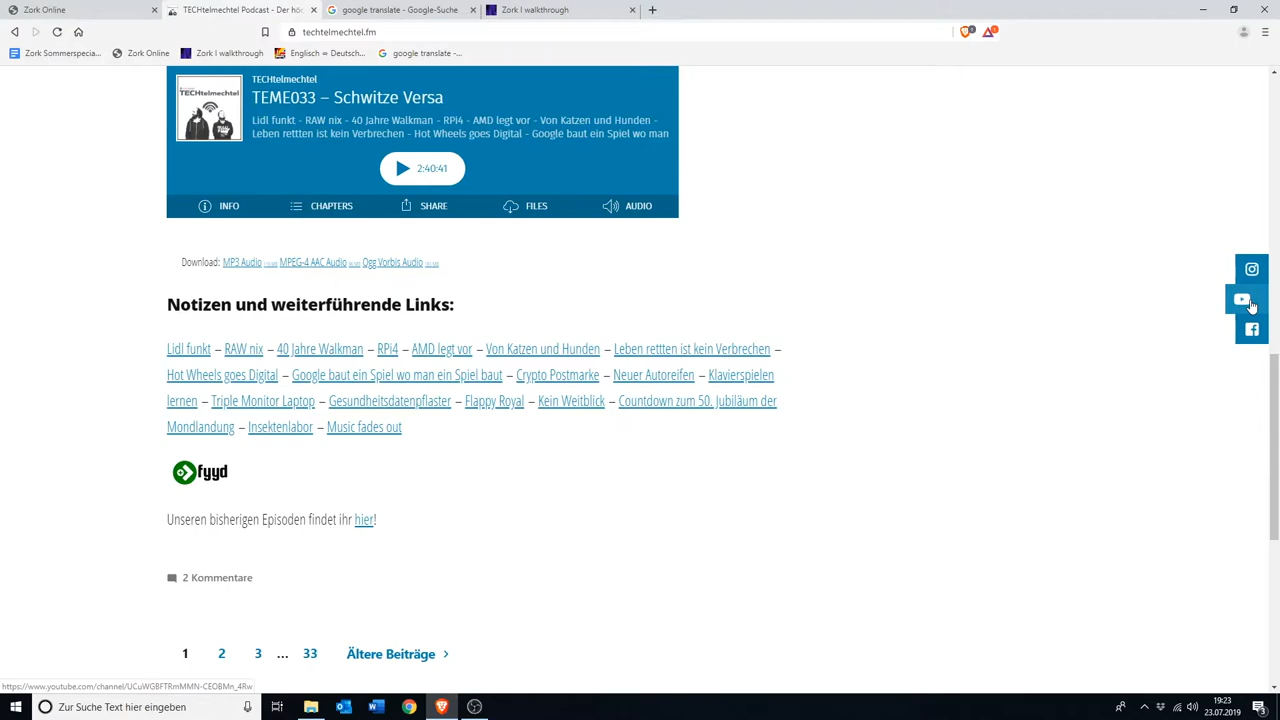 Zork Online
TECHtelmechtel Podcast - Der höc
google translate - Google-Suche
Zork I walkthrough
techtelmechtel.fm
Zork Sommerspecia...
Zork Online
Zork I walkthrough
Englisch ⇔ Deutsch...
google translate -...
TECHtelmechtel
TECHtelmechtel
TEME033 – Schwitze Versa
Lidl funkt - RAW nix - 40 Jahre Walkman - RPi4 - AMD legt vor - Von Katzen und Hunden -
Leben rettten ist kein Verbrechen - Hot Wheels goes Digital - Google baut ein Spiel wo man
2:40:41
INFO CHAPTERS SHARE FILES AUDIO
Download: MP3 Audio MPEG-4 AAC Audio Ogg Vorbis Audio
Notizen und weiterführende Links:
Lidl funkt – RAW nix – 40 Jahre Walkman – RPi4 – AMD legt vor – Von Katzen und Hunden – Leben rettten ist kein Verbrechen –
Hot Wheels goes Digital – Google baut ein Spiel wo man ein Spiel baut – Crypto Postmarke – Neuer Autoreifen – Klavierspielen
lernen – Triple Monitor Laptop – Gesundheitsdatenpflaster – Flappy Royal – Kein Weitblick – Countdown zum 50. Jubiläum der
Mondlandung – Insektenlabor – Music fades out
fyyd
Unseren bisherigen Episoden findet ihr hier!
2 Kommentare
1 2 3 ... 33 Ältere Beiträge
https://www.youtube.com/channel/UCuWGBFTRmMMN-CEOBMn_4Rw
Zur Suche Text hier eingeben
19:23
23.07.2019